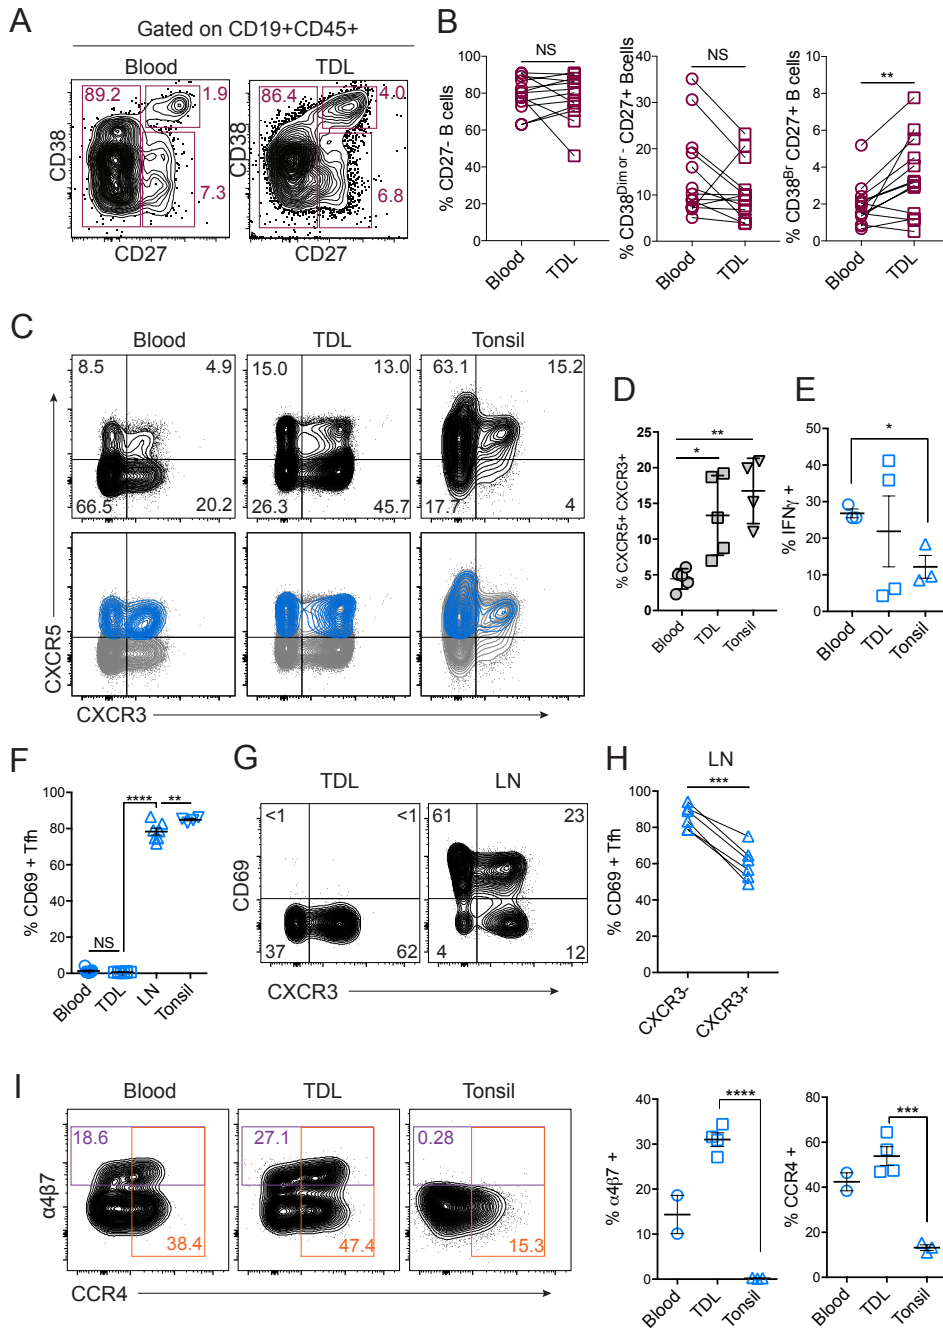 A
Gated on CD19+CD45+
Blood
TDL
89.2
1.9
7.3
86.4
4.0
6.8
CD38
CD38
CD27
CD27
B
NS
% CD27- B cells
100
80
60
40
20
0
Blood
TDL
NS
% CD38Dim or - CD27+ Bcells
40
30
20
10
0
Blood
TDL
**
% CD38Br CD27+ B cells
10
8
6
4
2
0
Blood
TDL
C
Blood
TDL
Tonsil
8.5
4.9
66.5
20.2
15.0
13.0
26.3
45.7
63.1
15.2
17.7
4
CXCR5
CXCR3
D
% CXCR5+ CXCR3+
25
20
15
10
5
0
**
*
Blood
TDL
Tonsil
E
% IFNγ +
50
40
30
20
10
0
*
Blood
TDL
Tonsil
F
% CD69 + Tfh
100
80
60
40
20
0
NS
****
**
Blood
TDL
LN
Tonsil
G
TDL
LN
<1
<1
37
62
61
23
4
12
CD69
CXCR3
H
LN
***
% CD69 + Tfh
100
80
60
40
20
0
CXCR3-
CXCR3+
I
Blood
TDL
Tonsil
18.6
38.4
27.1
47.4
0.28
15.3
α4β7
CCR4
% α4β7 +
40
30
20
10
0
****
Blood
TDL
Tonsil
% CCR4 +
80
60
40
20
0
***
Blood
TDL
Tonsil